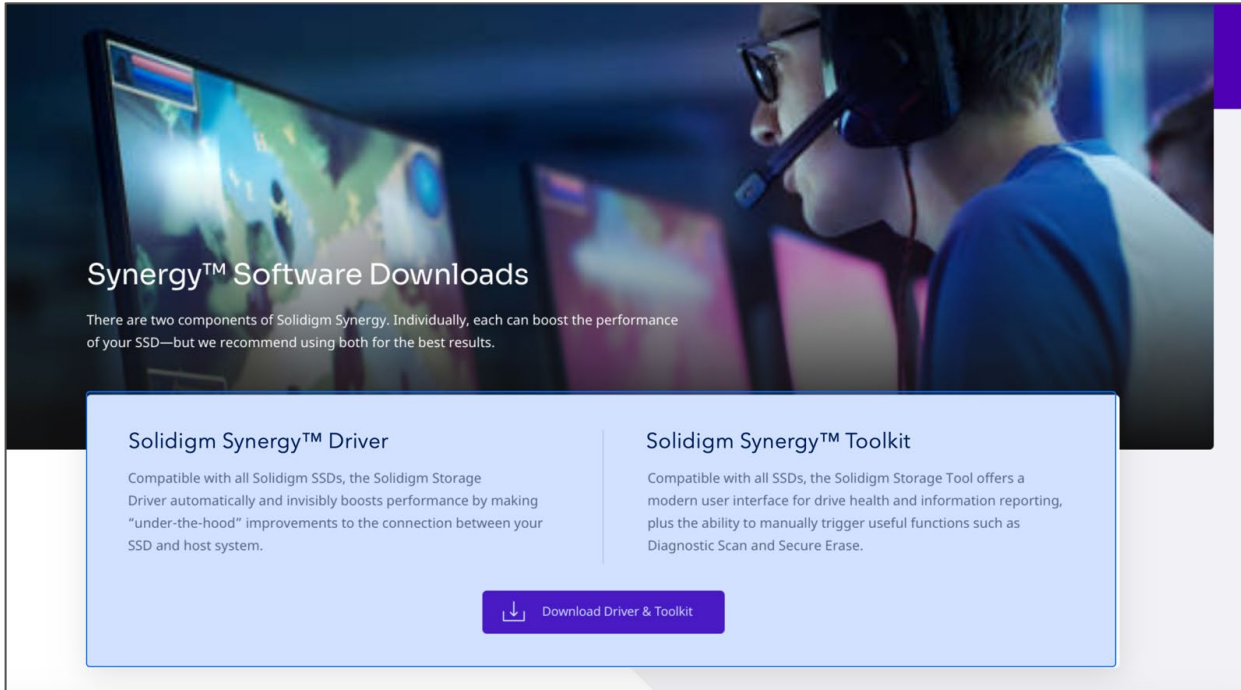 Synergy™ Software Downloads
There are two components of Solidigm Synergy. Individually, each can boost the performance
of your SSD—but we recommend using both for the best results.
Solidigm Synergy™ Driver
Compatible with all Solidigm SSDs, the Solidigm Storage
Driver automatically and invisibly boosts performance by making
“under-the-hood” improvements to the connection between your
SSD and host system.
Solidigm Synergy™ Toolkit
Compatible with all SSDs, the Solidigm Storage Tool offers a
modern user interface for drive health and information reporting,
plus the ability to manually trigger useful functions such as
Diagnostic Scan and Secure Erase.
Download Driver & Toolkit